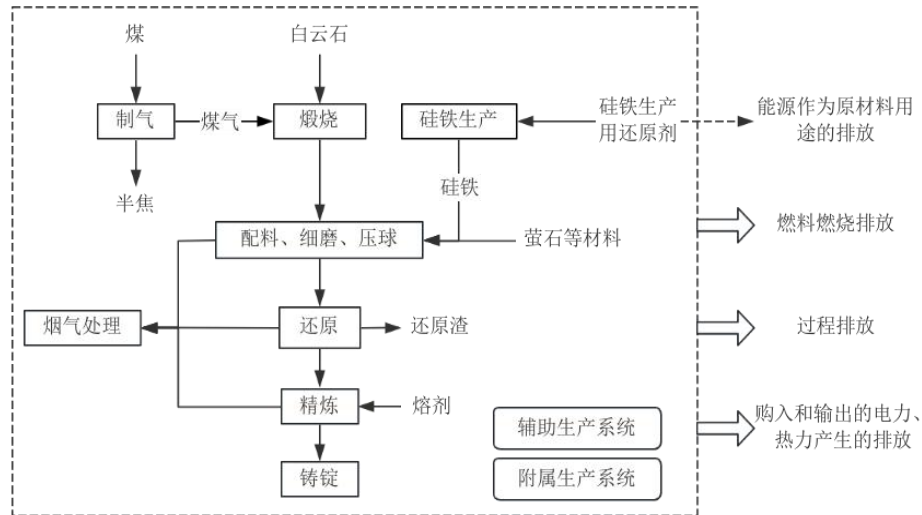 煤
白云石
制气
煤气
煅烧
硅铁生产
硅铁生产
用还原剂
能源作为原材料用
途的排放
半焦
硅铁
燃料燃烧排放
配料、细磨、压球
萤石等材料
烟气处理
还原
还原渣
过程排放
精炼
熔剂
购入和输出的电力、
热力产生的排放
辅助生产系统
铸锭
附属生产系统